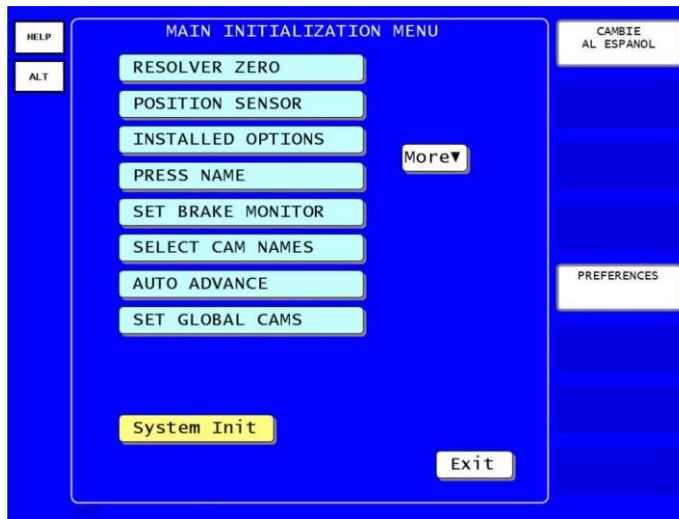 MAIN INITIALIZATION MENU
HELP
ALT
RESOLVER ZERO
POSITION SENSOR
INSTALLED OPTIONS
More▼
PRESS NAME
SET BRAKE MONITOR
SELECT CAM NAMES
AUTO ADVANCE
SET GLOBAL CAMS
System Init
Exit
CAMBIE
AL ESPANOL
PREFERENCES